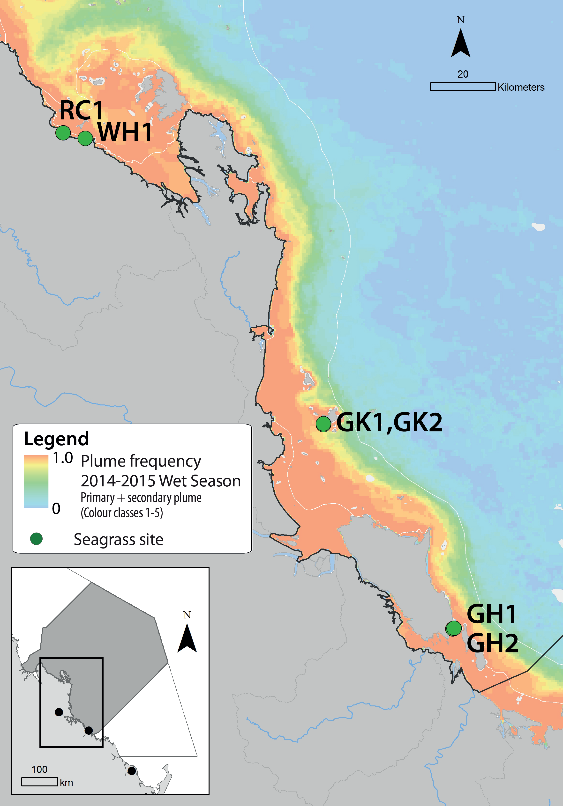 N
20
Kilometers
RC1
WH1
GK1,GK2
Legend
1.0
Plume frequency
2014-2015 Wet Season
Primary + secondary plume
0
(Colour classes 1-5)
Seagrass site
N
GH1
GH2
100
km